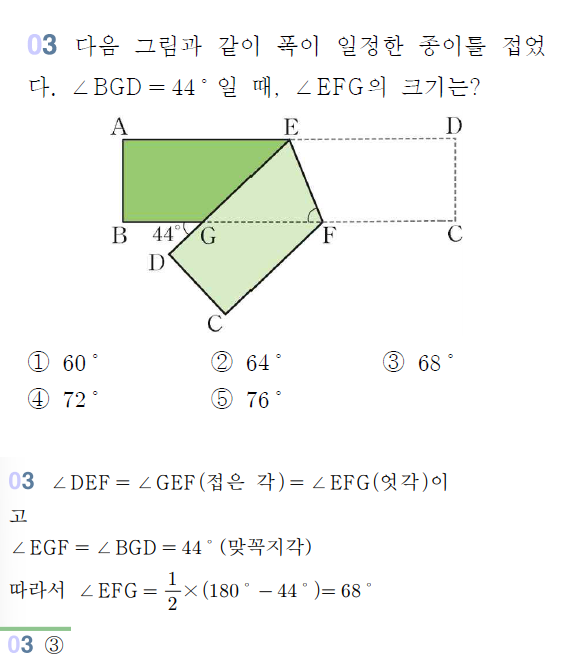 03 다음 그림과 같이 폭이 일정한 종이를 접었
다. ∠BGD = 44° 일 때, ∠EFG의 크기는?
A E D
B 44° G F C
D
C
① 60° ② 64° ③ 68°
④ 72° ⑤ 76°
03 ∠DEF = ∠GEF(접은 각) = ∠EFG(엇각)이
고
∠EGF = ∠BGD = 44° (맞꼭지각)
따라서 ∠EFG = 1/2 × (180° - 44°) = 68°
03 ③